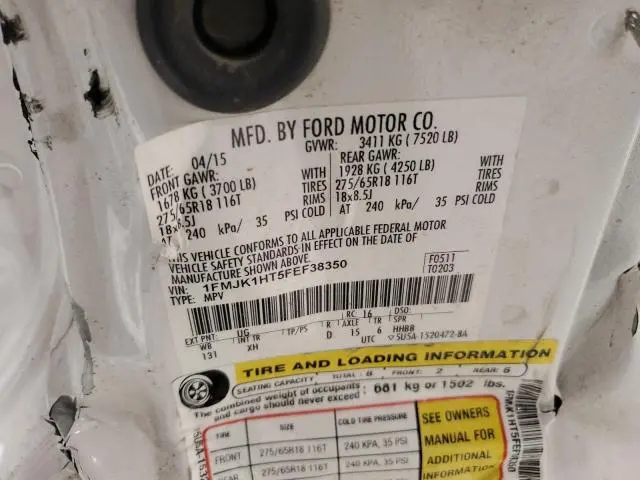 MFD. BY FORD MOTOR CO.
DATE: 04/15 GVWR: 3411 KG ( 7520 LB)
FRONT GAWR: REAR GAWR:
1678 KG ( 3700 LB) WITH 1928 KG ( 4250 LB) WITH
275/65R18 116T TIRES 275/65R18 116T TIRES
18x8.5J RIMS 18x8.5J RIMS
AT 240 kPa/ 35 PSI COLD AT 240 kPa/ 35 PSI COLD
THIS VEHICLE CONFORMS TO ALL APPLICABLE FEDERAL MOTOR
VEHICLE SAFETY STANDARDS IN EFFECT ON THE DATE OF
MANUFACTURE SHOWN ABOVE.
VIN: 1FMJK1HT5FEF38350 F0511
TYPE: MPV T0203
EXT PNT: UG RC: 16 DSO:
WB INT TR TP/PS R AXLE TR SPR
131 XH D 15 6 HHBB
UTC 5U5A-1520472-BA
TIRE AND LOADING INFORMATION
SEATING CAPACITY TOTAL: 8 FRONT: 2 REAR: 6
The combined weight of occupants and cargo should never exceed: 681 kg or 1502 lbs.
TIRE SIZE COLD TIRE PRESSURE
FRONT 275/65R18 116T 240 KPA, 35 PSI
REAR 275/65R18 116T 240 KPA, 35 PSI
SEE OWNERS
MANUAL FOR
ADDITIONAL
INFORMATION